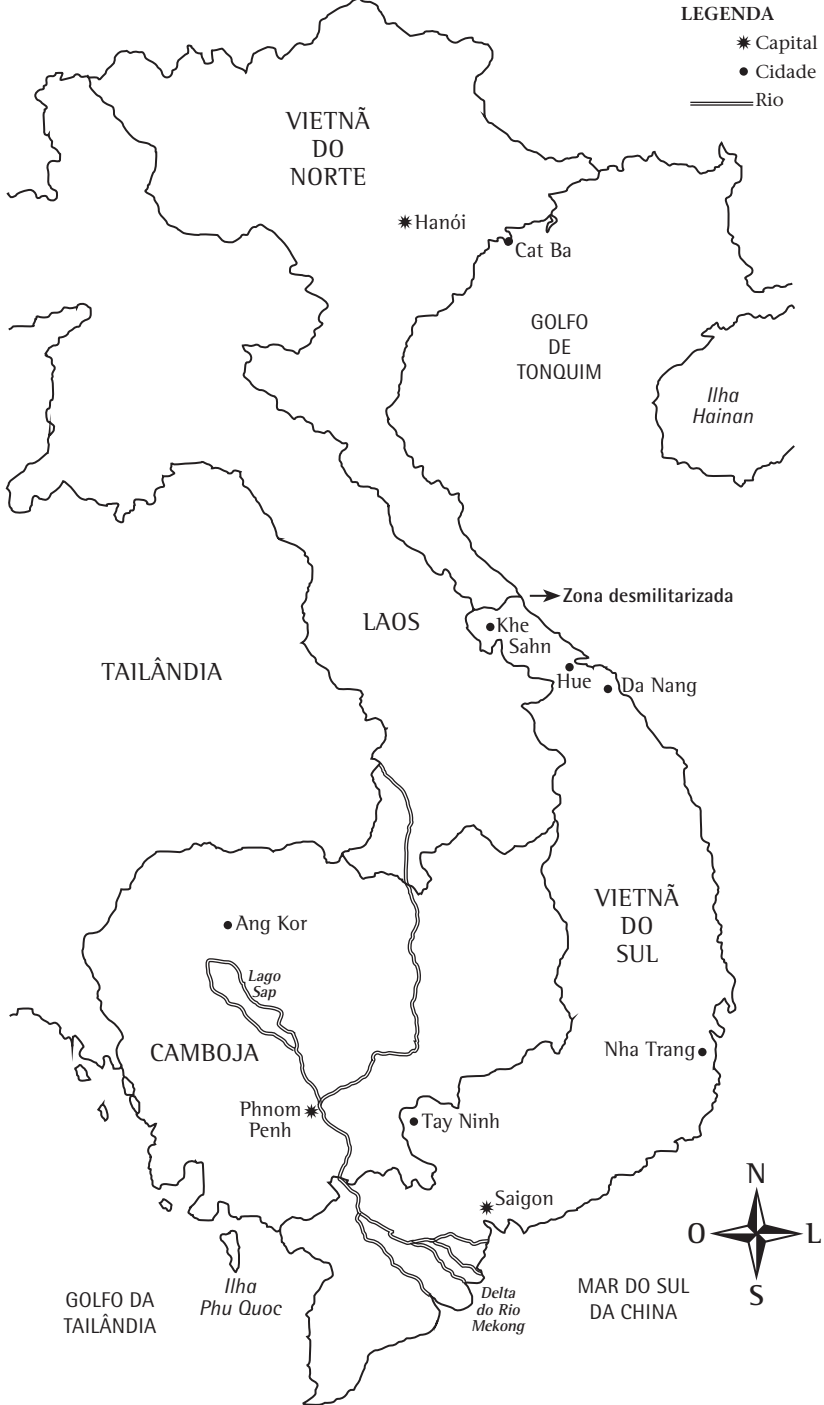 LEGENDA
Capital
Cidade
Rio
VIETNÃ
DO
NORTE
Hanói
Cat Ba
GOLFO
DE
TONQUIM
Ilha
Hainan
Zona desmilitarizada
Khe
Sahn
LAOS
TAILÂNDIA
Hue
Da Nang
VIETNÃ
DO
SUL
Ang Kor
Lago
Sap
CAMBOJA
Nha Trang
Phnom
Penh
Tay Ninh
Saigon
N
O
L
S
Ilha
Phu Quoc
GOLFO DA
TAILÂNDIA
Delta
do Rio
Mekong
MAR DO SUL
DA CHINA